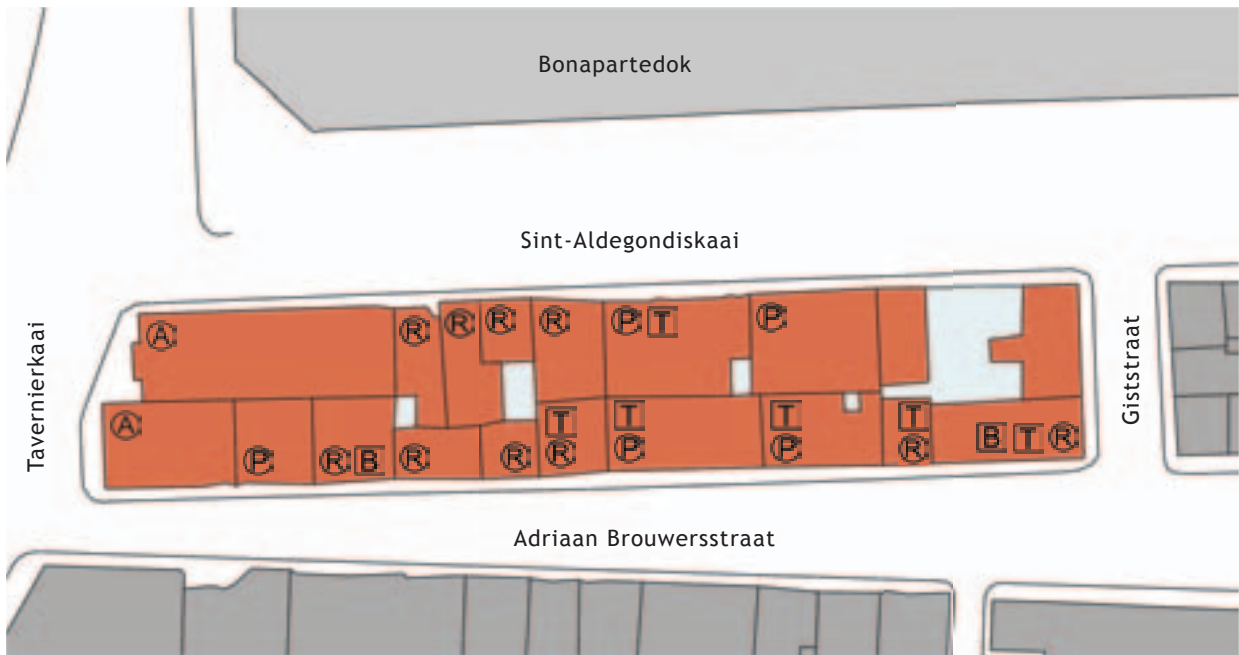 Bonapartedok
Sint-Aldegondiskaai
Tavernierkaai
Giststraat
A R R R R P T P
A P R B R R T R T P T P T R B T R
Adriaan Brouwersstraat